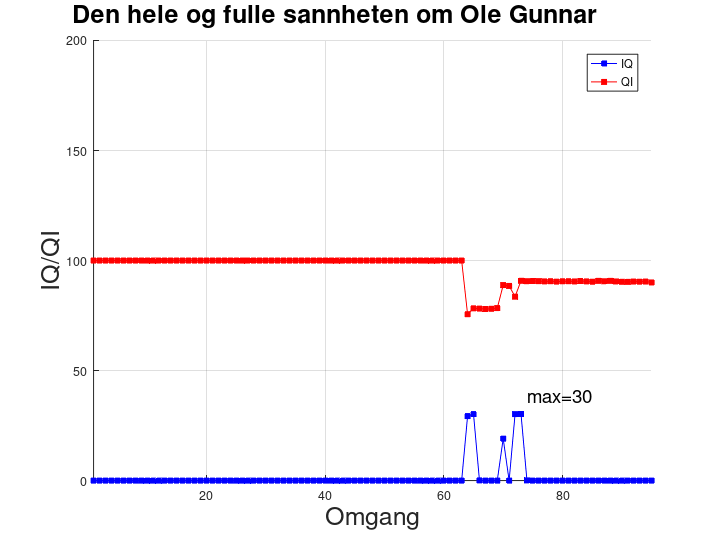 Den hele og fulle sannheten om Ole Gunnar
200
IQ
QI
150
IQ/QI
100
50
max=30
0
20 40 60 80
Omgang